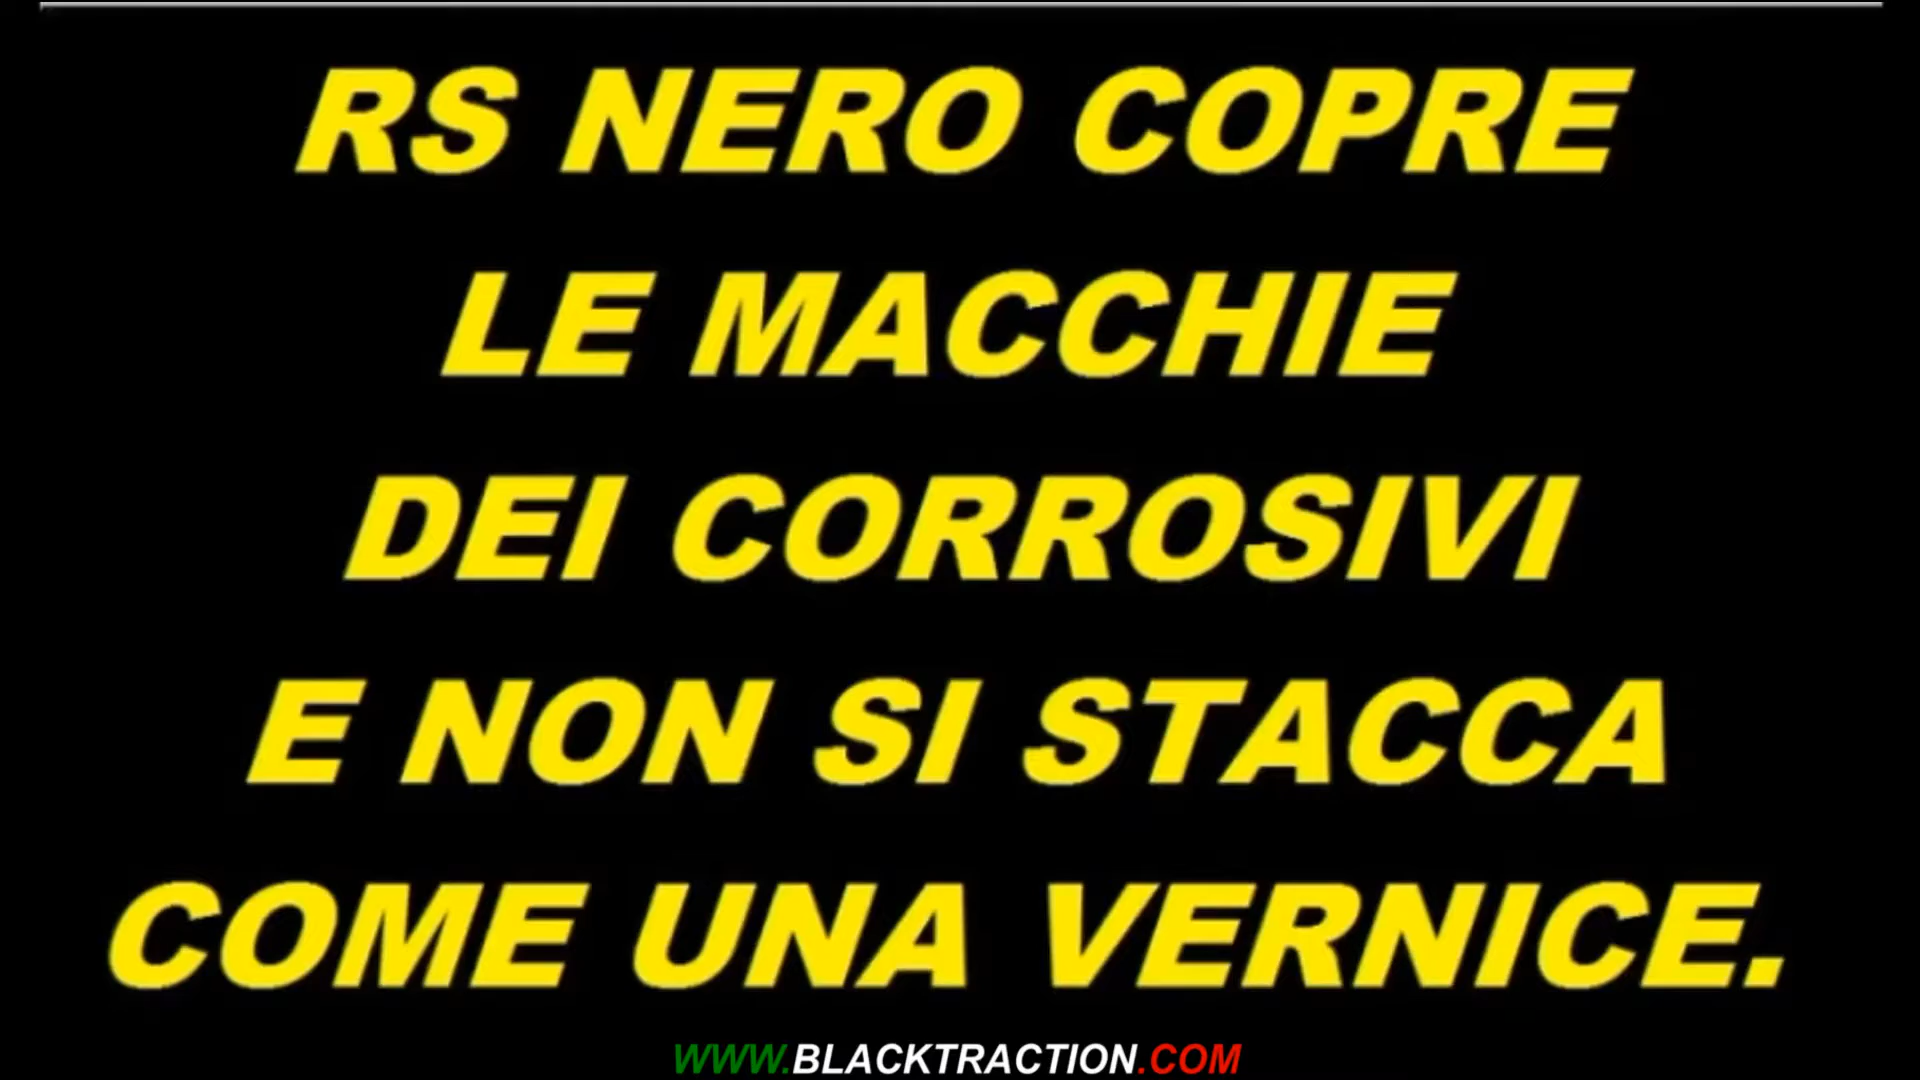 RS NERO COPRE
LE MACCHIE
DEI CORROSIVI
E NON SI STACCA
COME UNA VERNICE.
WWW.BLACKTRACTION.COM